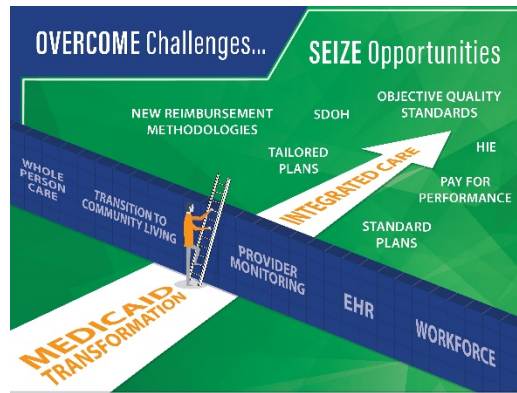 OVERCOME Challenges...
SEIZE Opportunities
NEW REIMBURSEMENT
METHODOLOGIES
SDOH
OBJECTIVE QUALITY
STANDARDS
TAILORED
PLANS
HIE
PAY FOR
PERFORMANCE
STANDARD
PLANS
INTEGRATED CARE
WHOLE
PERSON
CARE
TRANSITION TO
COMMUNITY LIVING
PROVIDER
MONITORING
EHR
WORKFORCE
MEDICAID
TRANSFORMATION